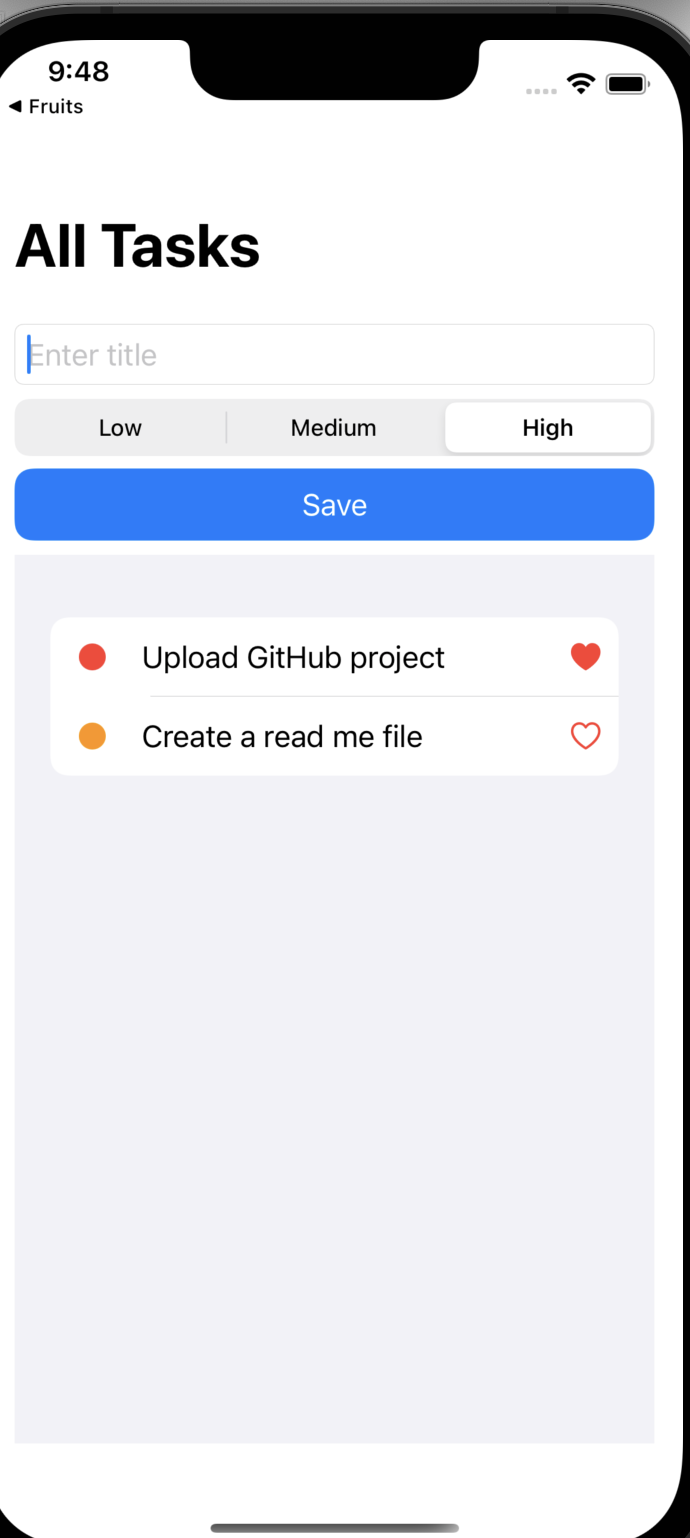 9:48
◀ Fruits
All Tasks
Enter title
Low Medium High
Save
Upload GitHub project
Create a read me file